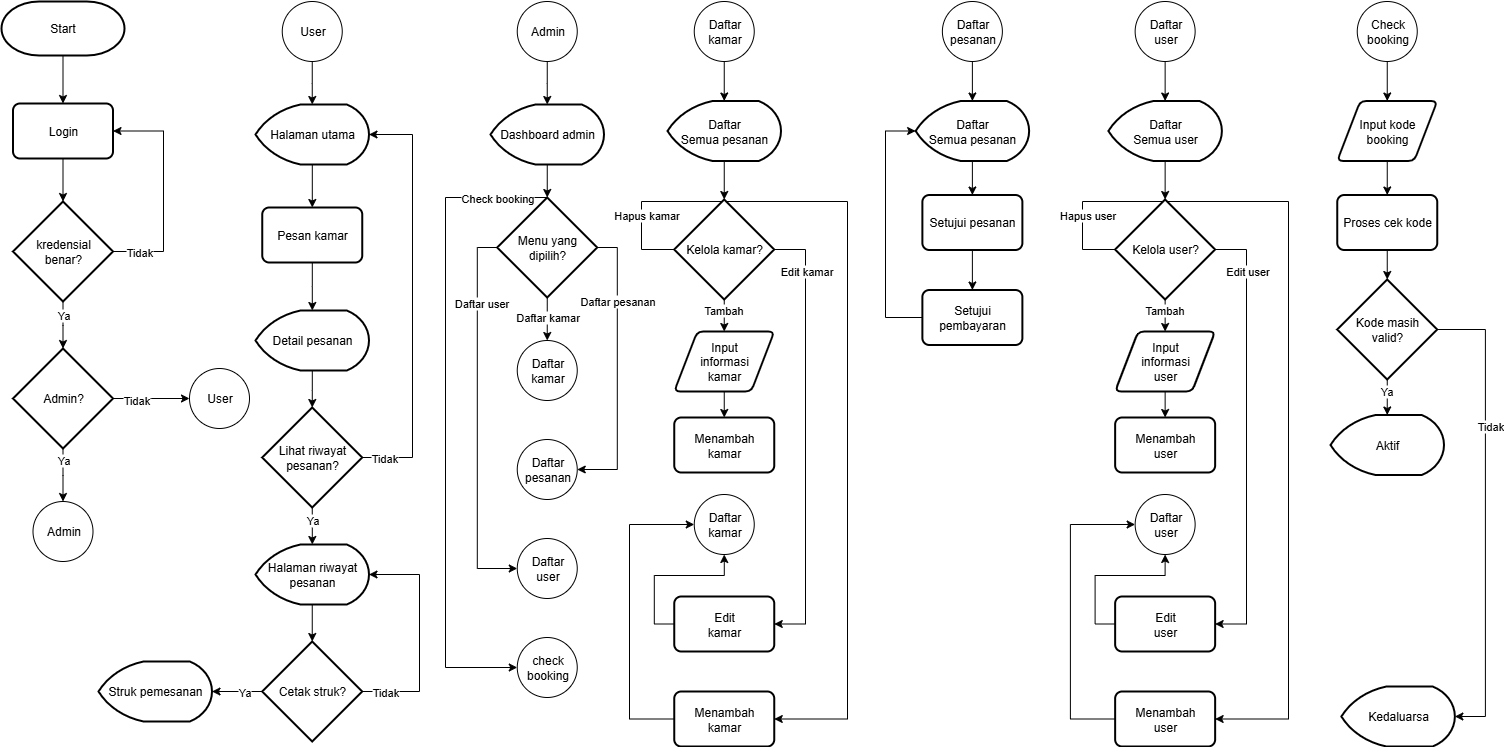 Start
Login
Tidak
kredensial
benar?
Ya
Admin?
Tidak
User
Ya
Admin
User
Halaman utama
Pesan kamar
Detail pesanan
Lihat riwayat
pesanan?
Tidak
Ya
Halaman riwayat
pesanan
Cetak struk?
Ya
Tidak
Struk pemesanan
Admin
Dashboard admin
Check booking
Menu yang
dipilih?
Daftar user
Daftar kamar
Daftar pesanan
Daftar
kamar
Daftar
pesanan
Daftar
user
check
booking
Daftar
kamar
Daftar
Semua pesanan
Hapus kamar
Kelola kamar?
Edit kamar
Tambah
Input
informasi
kamar
Menambah
kamar
Daftar
kamar
Edit
kamar
Menambah
kamar
Daftar
pesanan
Daftar
Semua pesanan
Setujui pesanan
Setujui
pembayaran
Daftar
user
Daftar
Semua user
Hapus user
Kelola user?
Edit user
Tambah
Input
informasi
user
Menambah
user
Daftar
user
Edit
user
Menambah
user
Check
booking
Input kode
booking
Proses cek kode
Kode masih
valid?
Ya
Tidak
Aktif
Kedaluarsa